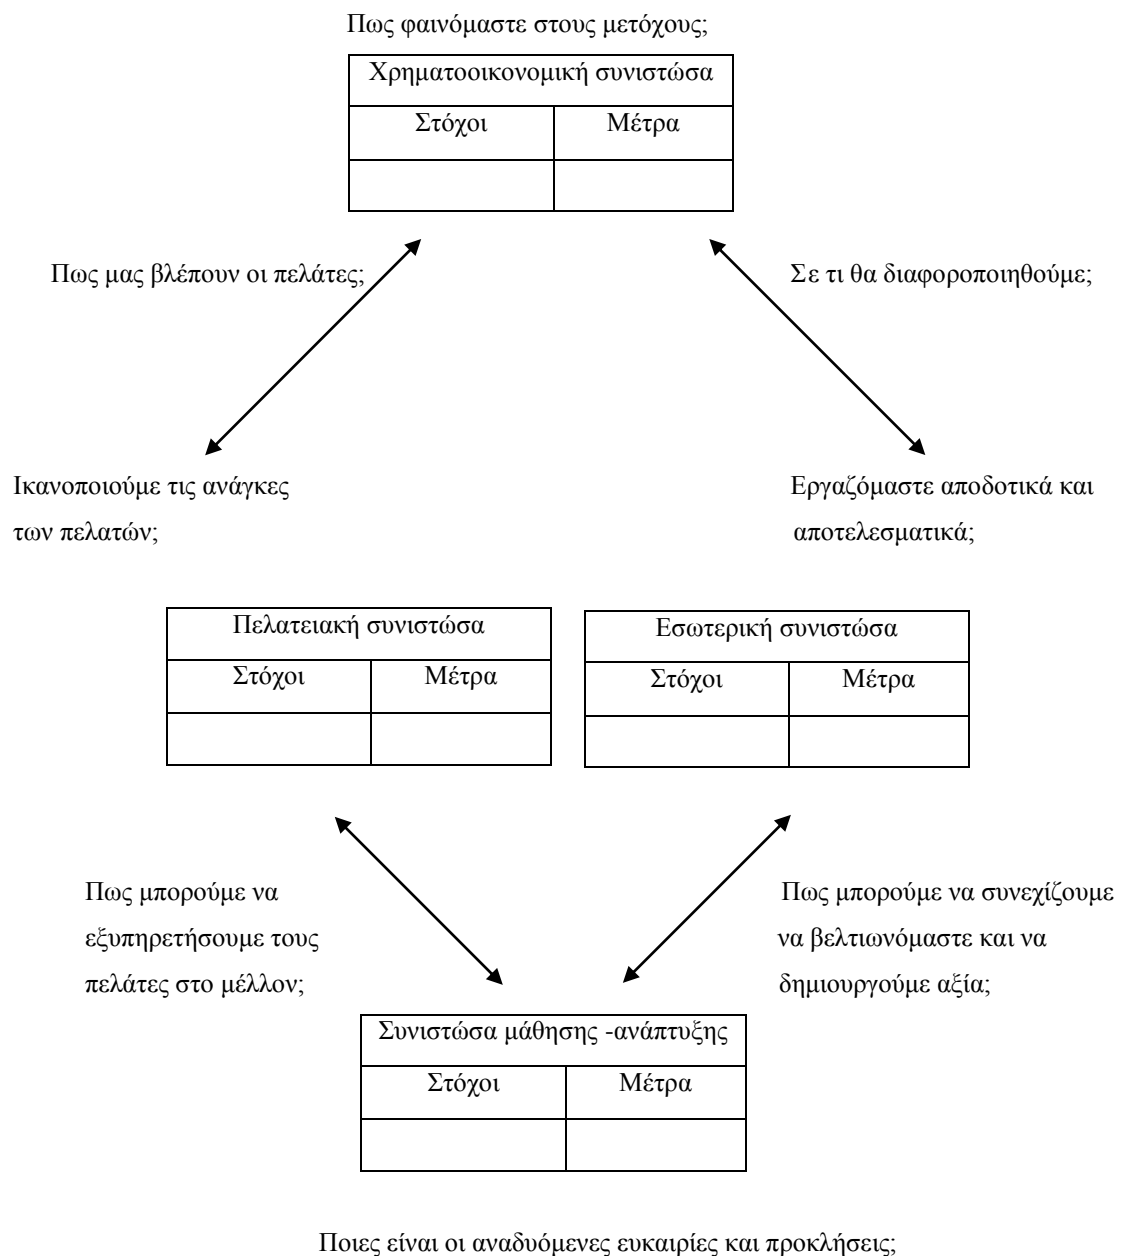 Πως φαινόμαστε στους μετόχους;
Χρηματοοικονομική συνιστώσα
Στόχοι Μέτρα
Πως μας βλέπουν οι πελάτες;
Σε τι θα διαφοροποιηθούμε;
Ικανοποιούμε τις ανάγκες
των πελατών;
Εργαζόμαστε αποδοτικά και
αποτελεσματικά;
Πελατειακή συνιστώσα
Στόχοι Μέτρα
Εσωτερική συνιστώσα
Στόχοι Μέτρα
Πως μπορούμε να
εξυπηρετήσουμε τους
πελάτες στο μέλλον;
Πως μπορούμε να συνεχίζουμε
να βελτιωνόμαστε και να
δημιουργούμε αξία;
Συνιστώσα μάθησης -ανάπτυξης
Στόχοι Μέτρα
Ποιες είναι οι αναδυόμενες ευκαιρίες και προκλήσεις;